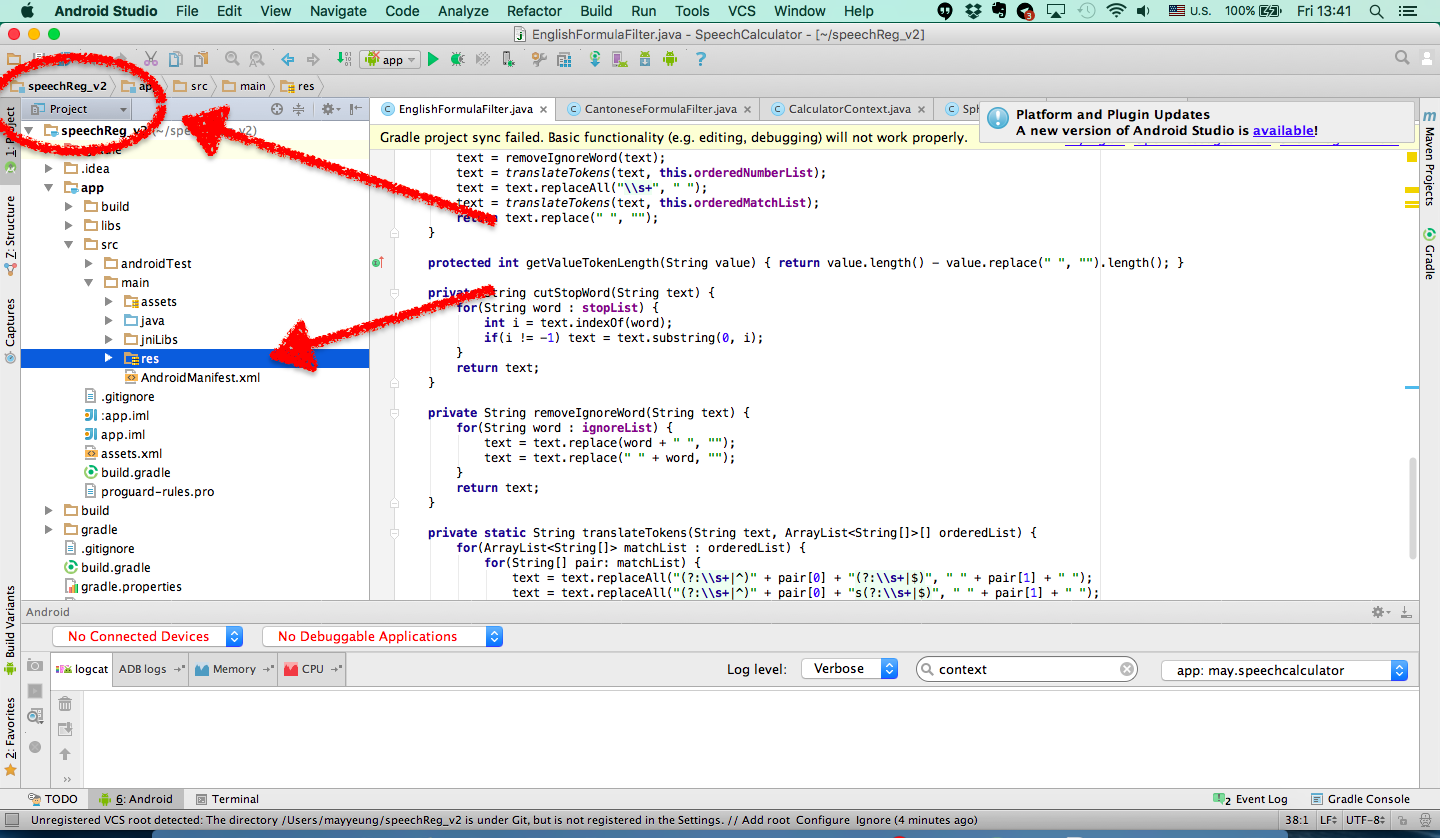 Android Studio File Edit View Navigate Code Analyze Refactor Build Run Tools VCS Window Help 3 U.S. 100% Fri 13:41
EnglishFormulaFilter.java - SpeechCalculator - [~/speechReg_v2]
app
speechReg_v2 app src main res
Project
EnglishFormulaFilter.java CantoneseFormulaFilter.java CalculatorContext.java Sph
Platform and Plugin Updates
A new version of Android Studio is available!
Gradle project sync failed. Basic functionality (e.g. editing, debugging) will not work properly.
1: Project
Z: Structure
Captures
Build Variants
2: Favorites
speechReg_v2 (~/speechReg_v2)
.idea
app
build
libs
src
androidTest
main
assets
java
jniLibs
res
AndroidManifest.xml
.gitignore
:app.iml
app.iml
assets.xml
build.gradle
proguard-rules.pro
build
gradle
.gitignore
build.gradle
gradle.properties
text = removeIgnoreWord(text);
text = translateTokens(text, this.orderedNumberList);
text = text.replaceAll("\\s+", " ");
text = translateTokens(text, this.orderedMatchList);
return text.replace(" ", "");
}
protected int getValueTokenLength(String value) { return value.length() - value.replace(" ", "").length(); }
private String cutStopWord(String text) {
for(String word : stopList) {
int i = text.indexOf(word);
if(i != -1) text = text.substring(0, i);
}
return text;
}
private String removeIgnoreWord(String text) {
for(String word : ignoreList) {
text = text.replace(word + " ", "");
text = text.replace(" " + word, "");
}
return text;
}
private static String translateTokens(String text, ArrayList<String[]>[] orderedList) {
for(ArrayList<String[]> matchList : orderedList) {
for(String[] pair: matchList) {
text = text.replaceAll("(?:\\s+|^)" + pair[0] + "(?:\\s+|$)", " " + pair[1] + " ");
text = text.replaceAll("(?:\\s+|^)" + pair[0] + "s(?:\\s+|$)", " " + pair[1] + " ");
m
Maven Projects
Gradle
Android
No Connected Devices No Debuggable Applications
logcat ADB logs Memory CPU Log level: Verbose context app: may.speechcalculator
TODO 6: Android Terminal 2 Event Log Gradle Console
Unregistered VCS root detected: The directory /Users/mayyeung/speechReg_v2 is under Git, but is not registered in the Settings. // Add root Configure Ignore (4 minutes ago) 38:1 LF UTF-8